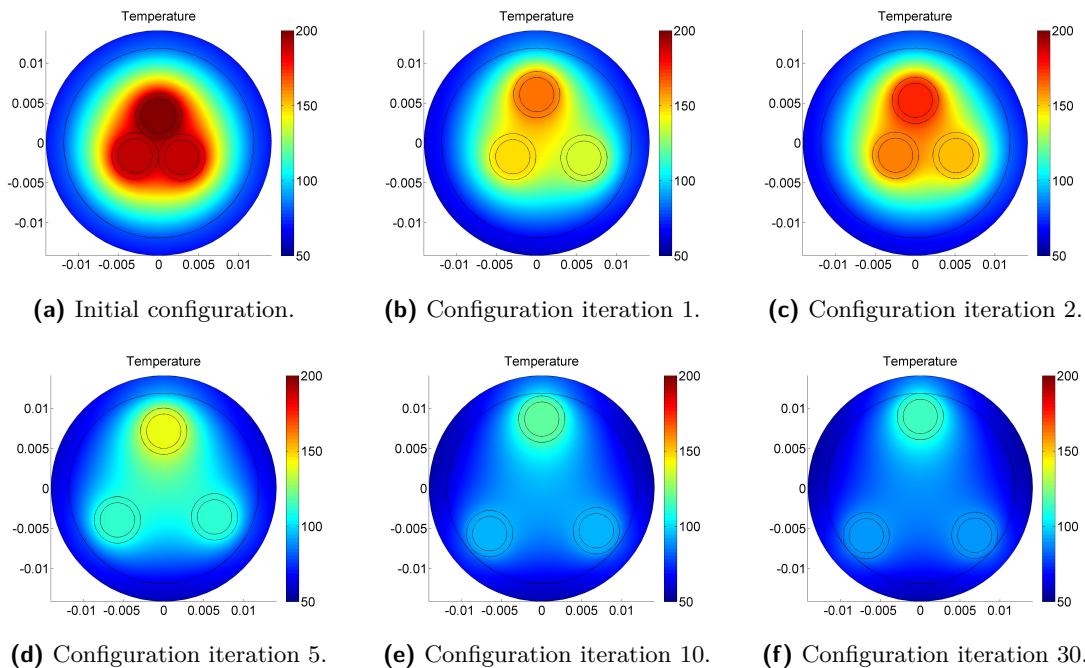 Temperature Temperature Temperature
200 200 200
0.01 0.01 0.01
0.005 0.005 0.005
150 150 150
0 0 0
100 100 100
-0.005 -0.005 -0.005
-0.01 -0.01 -0.01
50 50 50
-0.01 -0.005 0 0.005 0.01 -0.01 -0.005 0 0.005 0.01 -0.01 -0.005 0 0.005 0.01
(a) Initial configuration. (b) Configuration iteration 1. (c) Configuration iteration 2.
Temperature Temperature Temperature
200 200 200
0.01 0.01 0.01
0.005 0.005 0.005
150 150 150
0 0 0
100 100 100
-0.005 -0.005 -0.005
-0.01 -0.01 -0.01
50 50 50
-0.01 -0.005 0 0.005 0.01 -0.01 -0.005 0 0.005 0.01 -0.01 -0.005 0 0.005 0.01
(d) Configuration iteration 5. (e) Configuration iteration 10. (f) Configuration iteration 30.